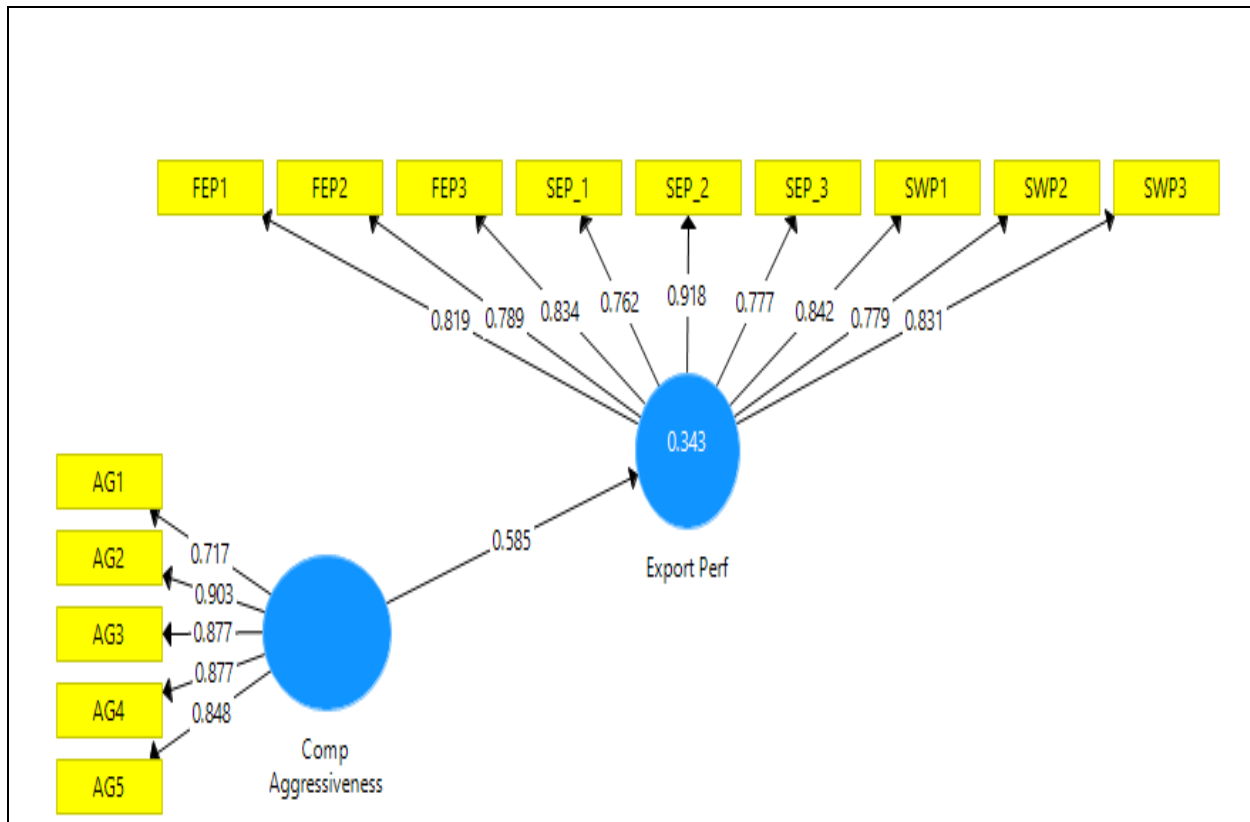 FEP1 FEP2 FEP3 SEP_1 SEP_2 SEP_3 SWP1 SWP2 SWP3
0.819 0.789 0.834 0.762 0.918 0.777 0.842 0.779 0.831
0.343
Export Perf
0.585
AG1
AG2
AG3
AG4
AG5
0.717
0.903
0.877
0.877
0.848
Comp
Aggressiveness